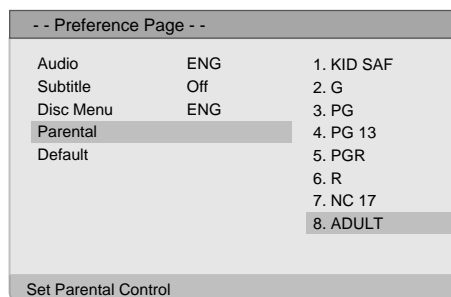 - - Preference Page - -
Audio ENG 1. KID SAF
Subtitle Off 2. G
Disc Menu ENG 3. PG
Parental 4. PG 13
Default 5. PGR
6. R
7. NC 17
8. ADULT
Set Parental Control